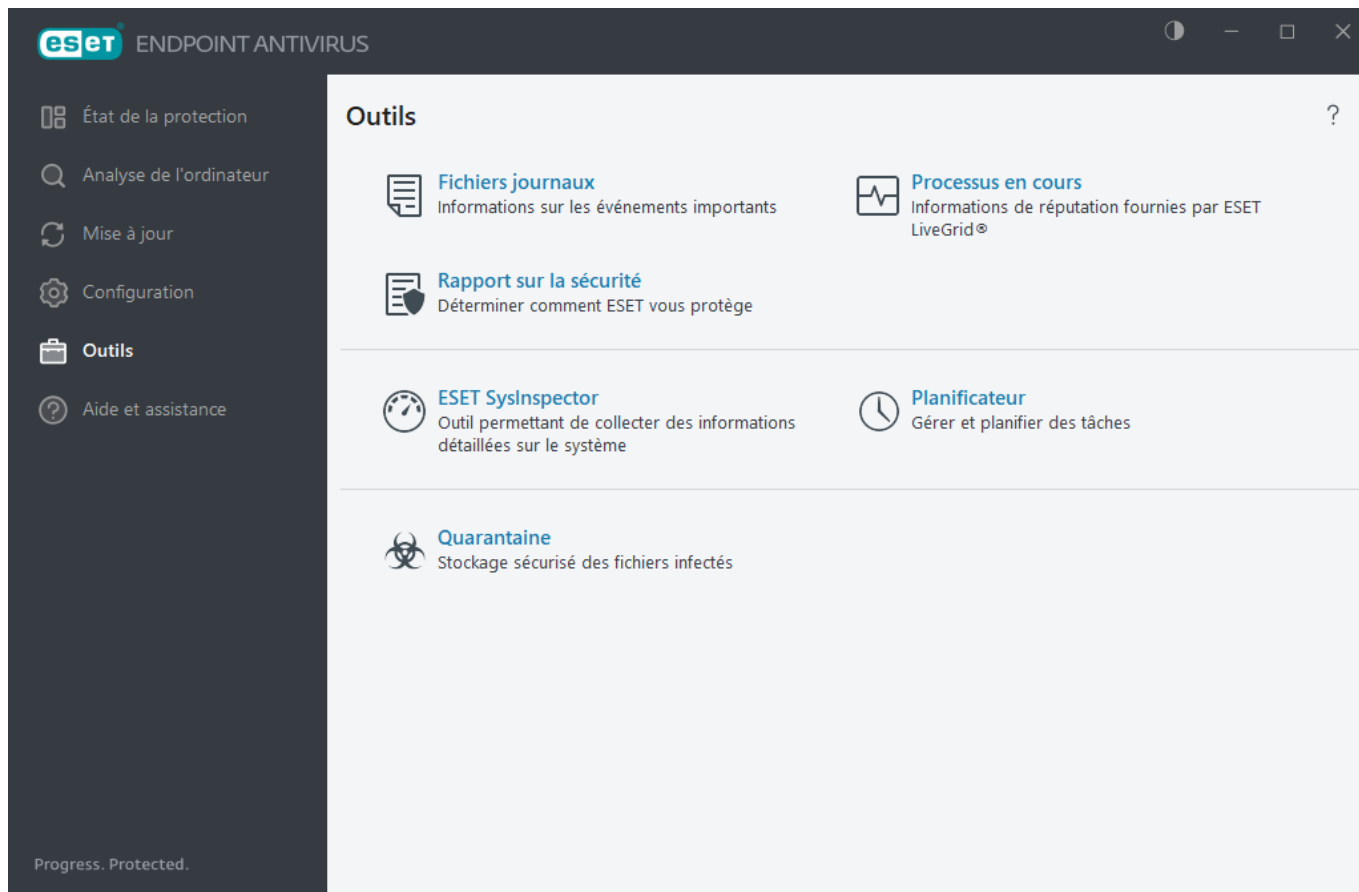 eset ENDPOINT ANTIVIRUS
État de la protection
Analyse de l'ordinateur
Mise à jour
Configuration
Outils
Aide et assistance
Progress. Protected.
Outils
?
Fichiers journaux
Informations sur les événements importants
Processus en cours
Informations de réputation fournies par ESET
LiveGrid®
Rapport sur la sécurité
Déterminer comment ESET vous protège
ESET SysInspector
Outil permettant de collecter des informations
détaillées sur le système
Planificateur
Gérer et planifier des tâches
Quarantaine
Stockage sécurisé des fichiers infectés